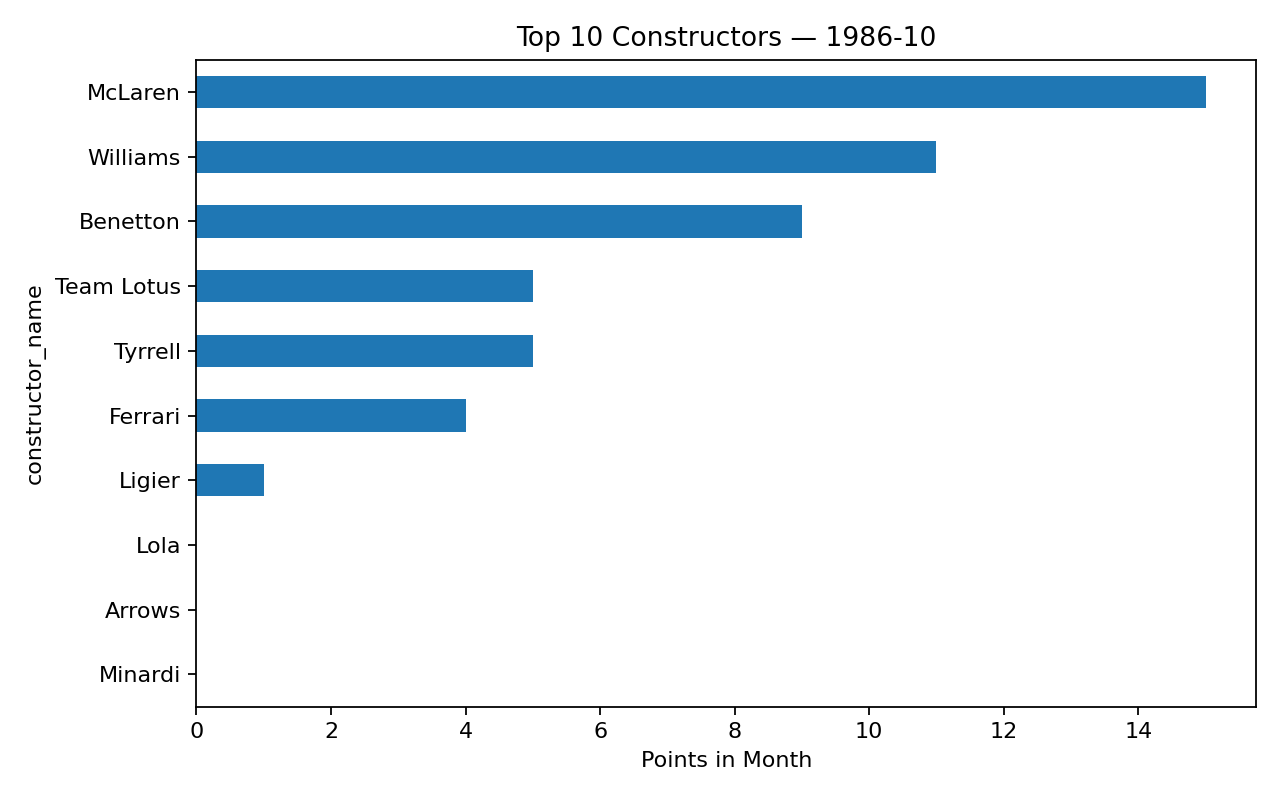 Top 10 Constructors — 1986-10
constructor_name
McLaren
Williams
Benetton
Team Lotus
Tyrrell
Ferrari
Ligier
Lola
Arrows
Minardi
0 2 4 6 8 10 12 14
Points in Month